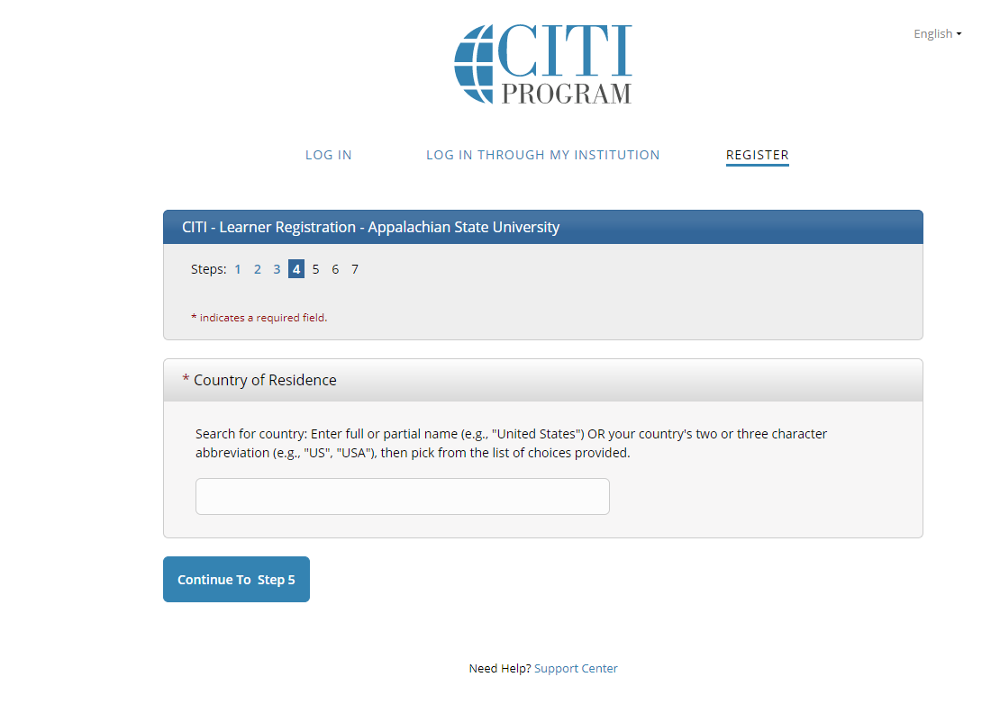 CITI
PROGRAM
English
LOG IN
LOG IN THROUGH MY INSTITUTION
REGISTER
CITI - Learner Registration - Appalachian State University
Steps: 1 2 3 4 5 6 7
* indicates a required field.
* Country of Residence
Search for country: Enter full or partial name (e.g., "United States") OR your country's two or three character
abbreviation (e.g., "US", "USA"), then pick from the list of choices provided.
Continue To Step 5
Need Help? Support Center